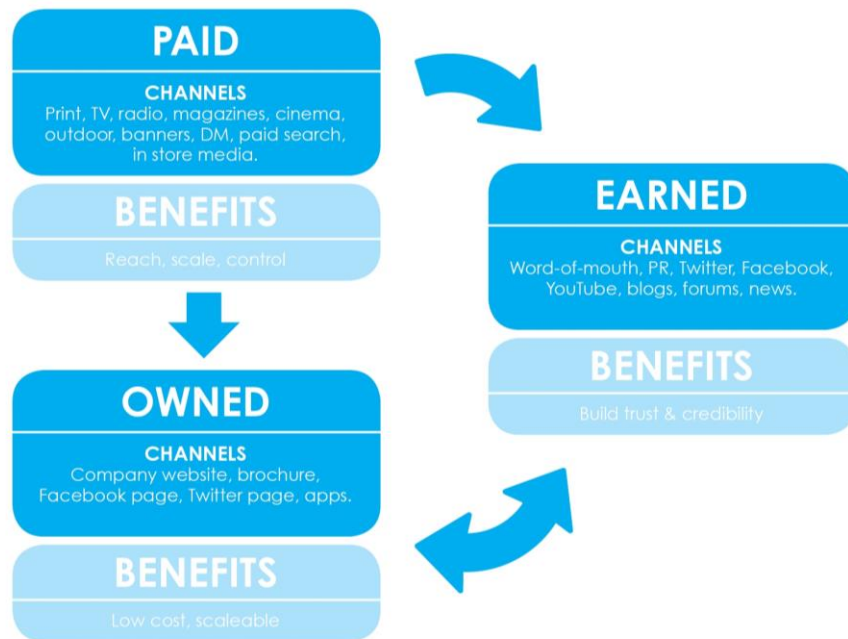 PAID
CHANNELS
Print, TV, radio, magazines, cinema,
outdoor, banners, DM, paid search,
in store media.
BENEFITS
Reach, scale, control
OWNED
CHANNELS
Company website, brochure,
Facebook page, Twitter page, apps.
BENEFITS
Low cost, scaleable
EARNED
CHANNELS
Word-of-mouth, PR, Twitter, Facebook,
YouTube, blogs, forums, news.
BENEFITS
Build trust & credibility